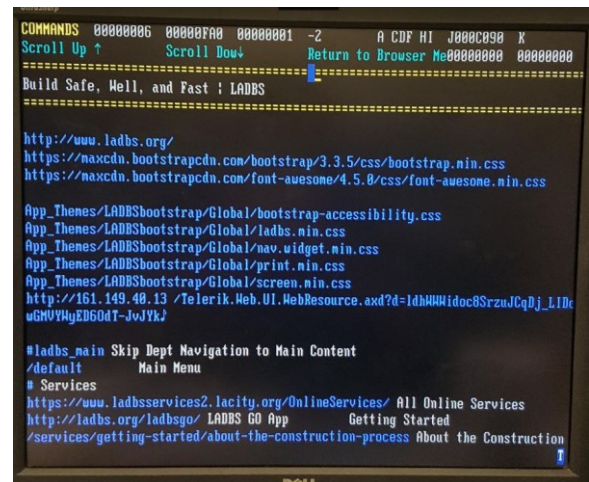 COMMANDS 00000006 00000FA0 00000001 -2 A CDF HI J000C090 K
Scroll Up ↑ Scroll Dow↓ Return to Browser Me00000000 00000000
Build Safe, Well, and Fast ¦ LADBS
http://www.ladbs.org/
https://maxcdn.bootstrapcdn.com/bootstrap/3.3.5/css/bootstrap.min.css
https://maxcdn.bootstrapcdn.com/font-awesome/4.5.0/css/font-awesome.min.css
App_Themes/LADBSbootstrap/Global/bootstrap-accessibility.css
App_Themes/LADBSbootstrap/Global/ladbs.min.css
App_Themes/LADBSbootstrap/Global/nav.widget.min.css
App_Themes/LADBSbootstrap/Global/print.min.css
App_Themes/LADBSbootstrap/Global/screen.min.css
http://161.149.40.13 /Telerik.Web.UI.WebResource.axd?d=ldhWWWidoc8SrzuJCqDj_LIDc
wGMVYWyED6OdT-JvJYk♪
#ladbs_main Skip Dept Navigation to Main Content
/default Main Menu
# Services
https://www.ladbsservices2.lacity.org/OnlineServices/ All Online Services
http://ladbs.org/ladbsgo/ LADBS GO App Getting Started
/services/getting-started/about-the-construction-process About the Construction
T
DELL